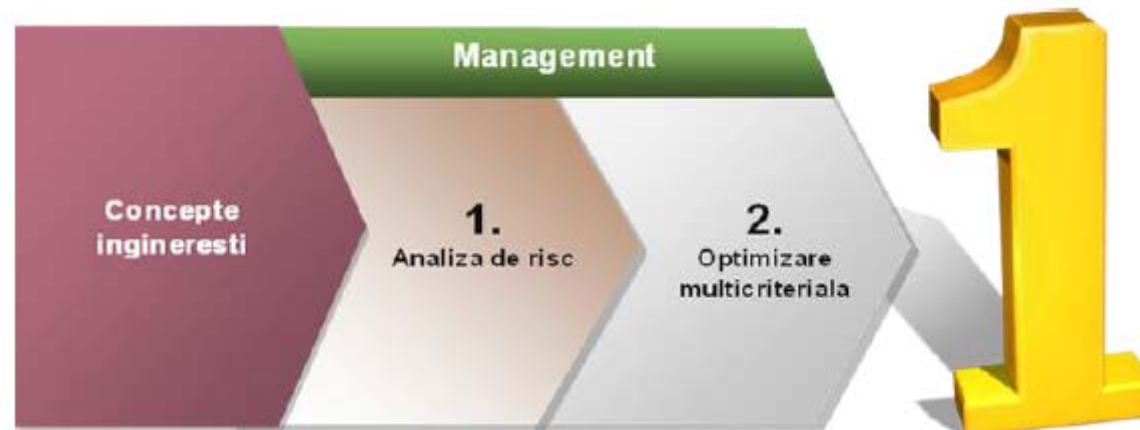 Management
Concepte
ingineresti
1.
Analiza de risc
2.
Optimizare
multicriteriala
1